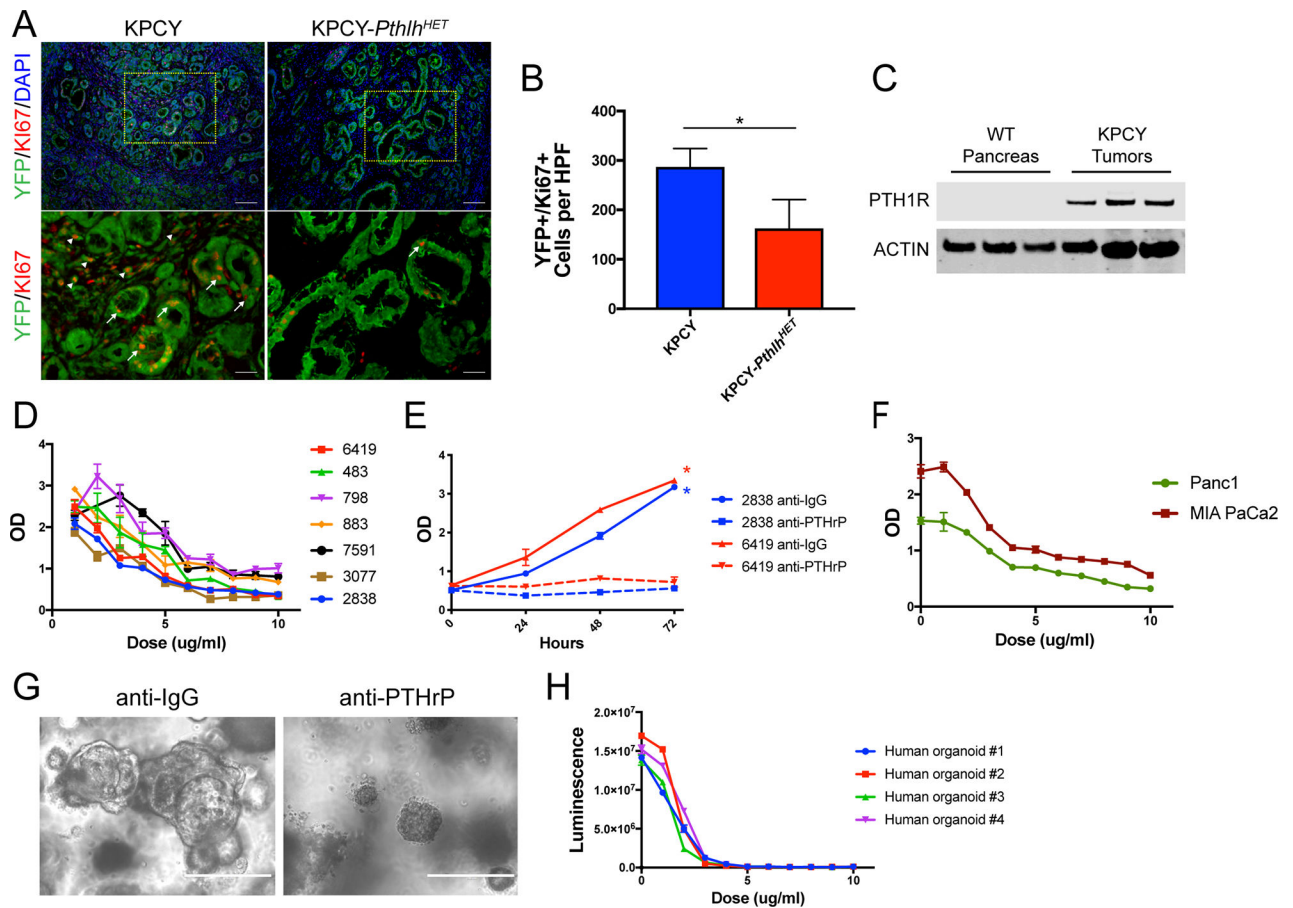 A
KPCY
KPCY-PthlhHET
YFP/KI67/DAPI
YFP/KI67
B
YFP+/Ki67+
Cells per HPF
400
300
200
100
0
*
KPCY
KPCY-PthlhHET
C
WT
Pancreas
KPCY
Tumors
PTH1R
ACTIN
D
OD
4
3
2
1
0
0
5
10
Dose (ug/ml)
6419
483
798
883
7591
3077
2838
E
OD
4
3
2
1
0
0
24
48
72
Hours
*
*
2838 anti-IgG
2838 anti-PTHrP
6419 anti-IgG
6419 anti-PTHrP
F
OD
3
2
1
0
0
5
10
Dose (ug/ml)
Panc1
MIA PaCa2
G
anti-IgG
anti-PTHrP
H
Luminescence
2.0×10⁷
1.5×10⁷
1.0×10⁷
5.0×10⁶
0.0
0
5
10
Dose (ug/ml)
Human organoid #1
Human organoid #2
Human organoid #3
Human organoid #4